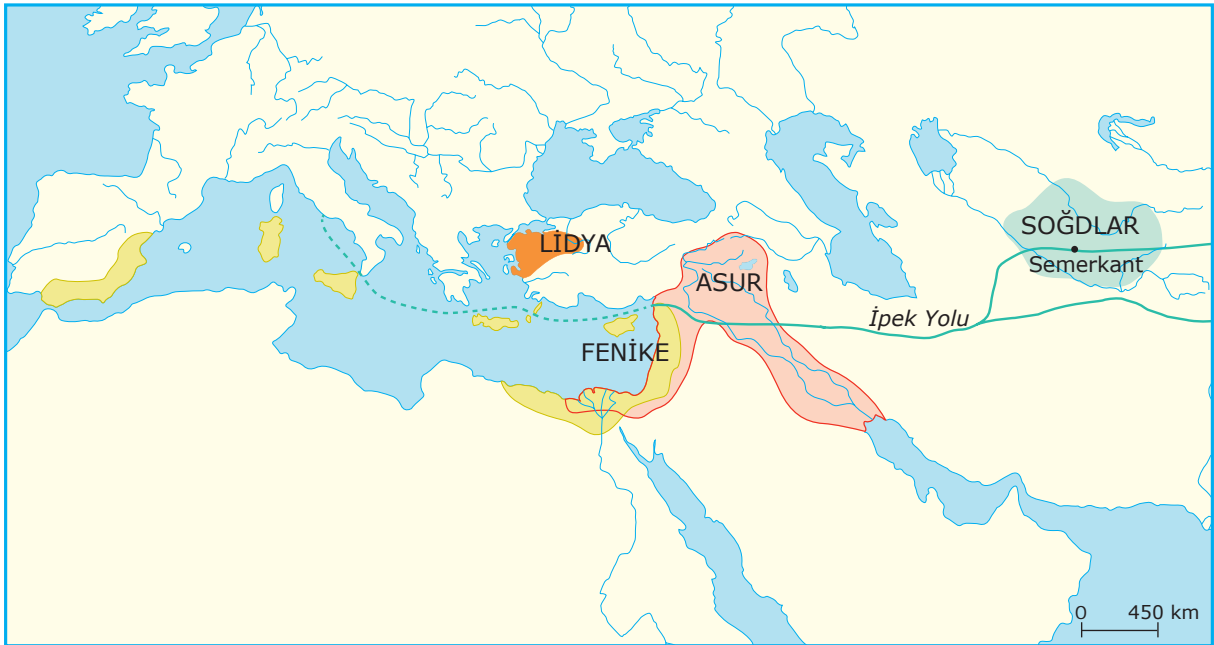 SOĞDLAR
LİDYA
Semerkant
ASUR
İpek Yolu
FENİKE
0 450 km